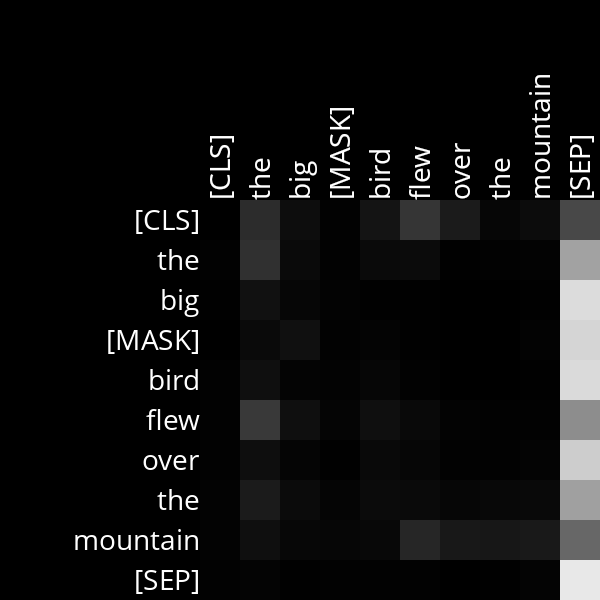 [CLS]
the
big
[MASK]
bird
flew
over
the
mountain
[SEP]
[CLS]
the
big
[MASK]
bird
flew
over
the
mountain
[SEP]